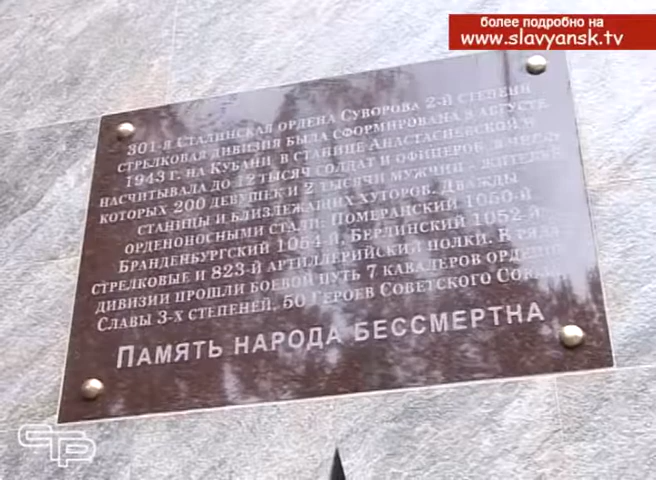 более подробно на
www.slavyansk.tv
301-я Сталинская ордена Суворова 2-й степени
стрелковая дивизия была сформирована в августе
1943 г. на Кубани, в станице Анастасиевской и
насчитывала до 12 тысяч солдат и офицеров, в числе
которых 200 девушек и 2 тысячи мужчин - жителей
станицы и близлежащих хуторов. Дважды
орденоносными стали: Померанский 1050-й
Бранденбургский 1054-й, Берлинский 1052-й
стрелковые и 823-й артиллерийский полки. В рядах
дивизии прошли боевой путь 7 кавалеров ордена
Славы 3-х степеней, 50 Героев Советского Союза
Память народа бессмертна
СТР